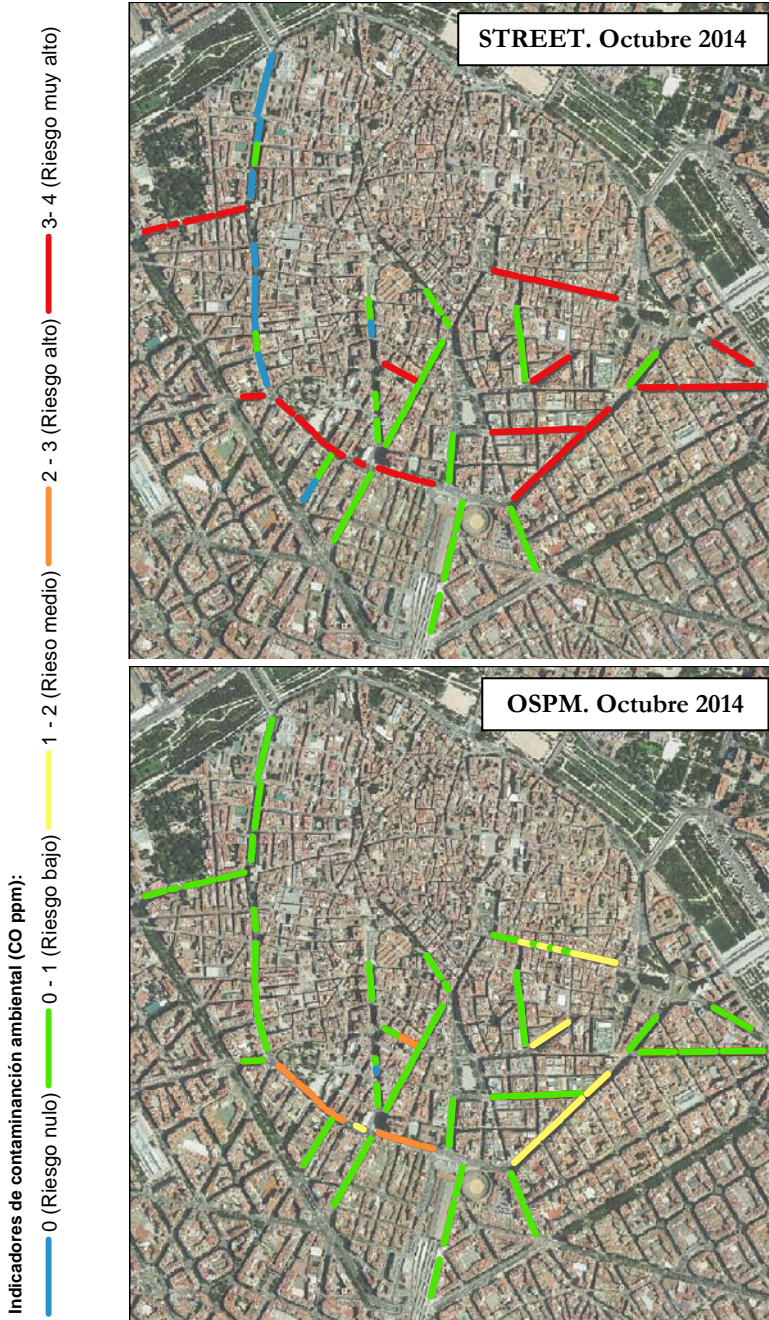 Indicadores de contaminanción ambiental (CO ppm):
0 (Riesgo nulo) 0 - 1 (Riesgo bajo) 1 - 2 (Rieso medio) 2 - 3 (Riesgo alto) 3- 4 (Riesgo muy alto)
STREET. Octubre 2014
OSPM. Octubre 2014